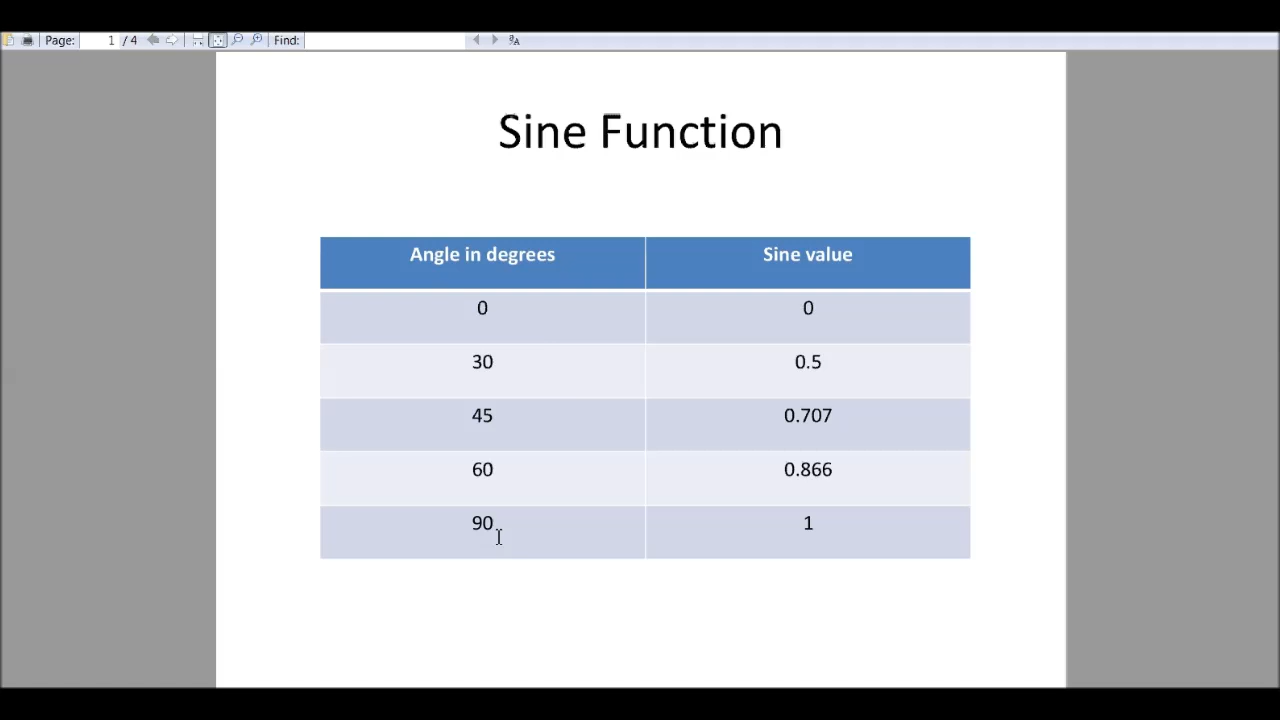 Page: 1 / 4 Find:
Sine Function
Angle in degrees Sine value
0 0
30 0.5
45 0.707
60 0.866
90 1